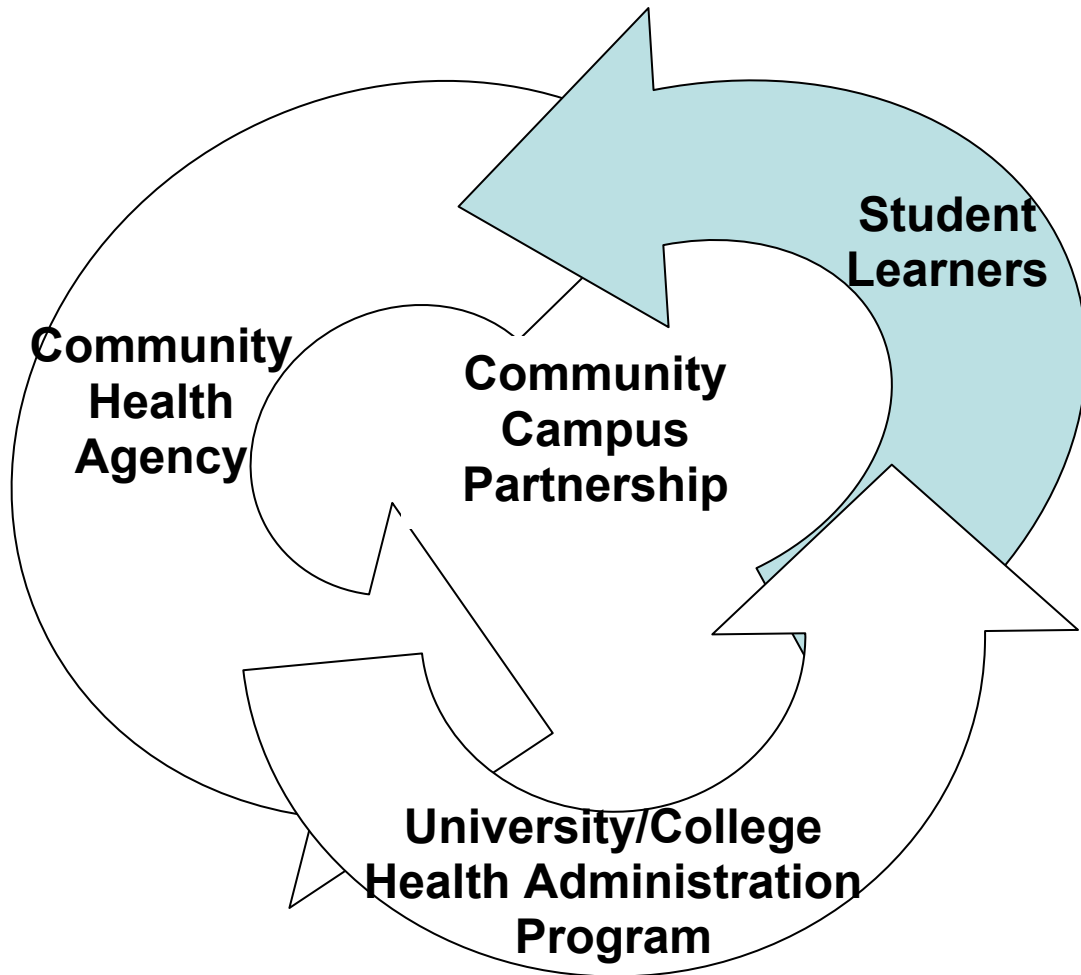 Student
Learners
Community
Health
Agency
Community
Campus
Partnership
University/College
Health Administration
Program